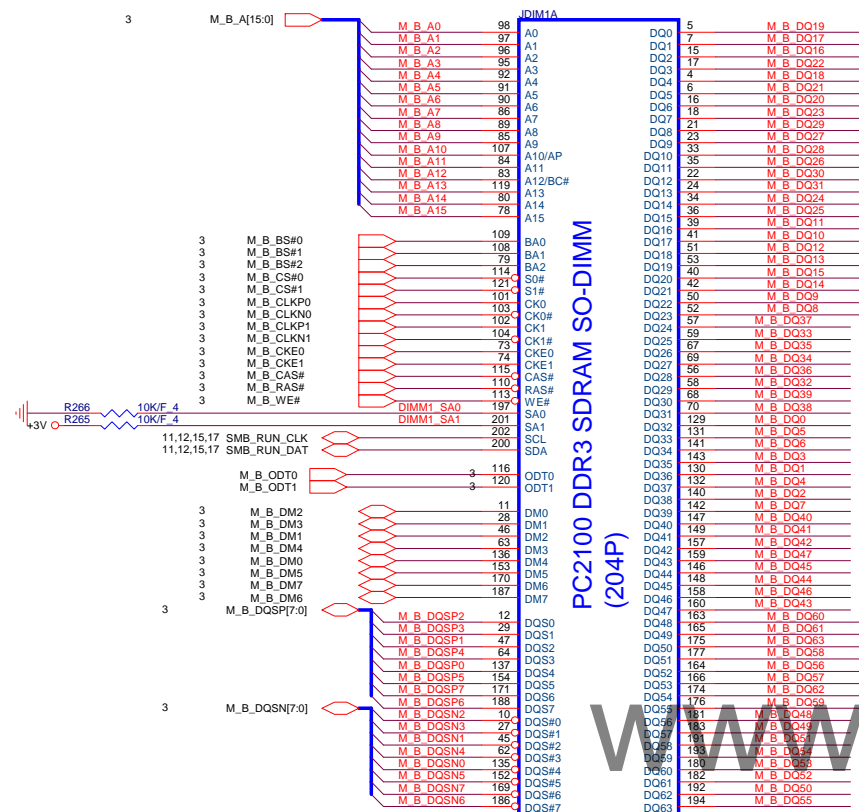 JDIM1A
3 M_B_A[15:0]
M_B_A0 98 A0
M_B_A1 97 A1
M_B_A2 96 A2
M_B_A3 95 A3
M_B_A4 92 A4
M_B_A5 91 A5
M_B_A6 90 A6
M_B_A7 86 A7
M_B_A8 89 A8
M_B_A9 85 A9
M_B_A10 107 A10/AP
M_B_A11 84 A11
M_B_A12 83 A12/BC#
M_B_A13 119 A13
M_B_A14 80 A14
M_B_A15 78 A15
3 M_B_BS#0 109 BA0
3 M_B_BS#1 108 BA1
3 M_B_BS#2 79 BA2
3 M_B_CS#0 114 S0#
3 M_B_CS#1 121 S1#
3 M_B_CLKP0 101 CK0
3 M_B_CLKN0 103 CK0#
3 M_B_CLKP1 102 CK1
3 M_B_CLKN1 104 CK1#
3 M_B_CKE0 73 CKE0
3 M_B_CKE1 74 CKE1
3 M_B_CAS# 115 CAS#
3 M_B_RAS# 110 RAS#
3 M_B_WE# 113 WE#
R266 10K/F_4 DIMM1_SA0 197 SA0
+3V R265 10K/F_4 DIMM1_SA1 201 SA1
11,12,15,17 SMB_RUN_CLK 202 SCL
11,12,15,17 SMB_RUN_DAT 200 SDA
M_B_ODT0 3 116 ODT0
M_B_ODT1 3 120 ODT1
3 M_B_DM2 11 DM0
3 M_B_DM3 28 DM1
3 M_B_DM1 46 DM2
3 M_B_DM4 63 DM3
3 M_B_DM0 136 DM4
3 M_B_DM5 153 DM5
3 M_B_DM7 170 DM6
3 M_B_DM6 187 DM7
3 M_B_DQSP[7:0]
M_B_DQSP2 12 DQS0
M_B_DQSP3 29 DQS1
M_B_DQSP1 47 DQS2
M_B_DQSP4 64 DQS3
M_B_DQSP0 137 DQS4
M_B_DQSP5 154 DQS5
M_B_DQSP7 171 DQS6
M_B_DQSP6 188 DQS7
3 M_B_DQSN[7:0]
M_B_DQSN2 10 DQS#0
M_B_DQSN3 27 DQS#1
M_B_DQSN1 45 DQS#2
M_B_DQSN4 62 DQS#3
M_B_DQSN0 135 DQS#4
M_B_DQSN5 152 DQS#5
M_B_DQSN7 169 DQS#6
M_B_DQSN6 186 DQS#7
PC2100 DDR3 SDRAM SO-DIMM
(204P)
DQ0 5 M_B_DQ19
DQ1 7 M_B_DQ17
DQ2 15 M_B_DQ16
DQ3 17 M_B_DQ22
DQ4 4 M_B_DQ18
DQ5 6 M_B_DQ21
DQ6 16 M_B_DQ20
DQ7 18 M_B_DQ23
DQ8 21 M_B_DQ29
DQ9 23 M_B_DQ27
DQ10 33 M_B_DQ28
DQ11 35 M_B_DQ26
DQ12 22 M_B_DQ30
DQ13 24 M_B_DQ31
DQ14 34 M_B_DQ24
DQ15 36 M_B_DQ25
DQ16 39 M_B_DQ11
DQ17 41 M_B_DQ10
DQ18 51 M_B_DQ12
DQ19 53 M_B_DQ13
DQ20 40 M_B_DQ15
DQ21 42 M_B_DQ14
DQ22 50 M_B_DQ9
DQ23 52 M_B_DQ8
DQ24 57 M_B_DQ37
DQ25 59 M_B_DQ33
DQ26 67 M_B_DQ35
DQ27 69 M_B_DQ34
DQ28 56 M_B_DQ36
DQ29 58 M_B_DQ32
DQ30 68 M_B_DQ39
DQ31 70 M_B_DQ38
DQ32 129 M_B_DQ0
DQ33 131 M_B_DQ5
DQ34 141 M_B_DQ6
DQ35 143 M_B_DQ3
DQ36 130 M_B_DQ1
DQ37 132 M_B_DQ4
DQ38 140 M_B_DQ2
DQ39 142 M_B_DQ7
DQ40 147 M_B_DQ40
DQ41 149 M_B_DQ41
DQ42 157 M_B_DQ42
DQ43 159 M_B_DQ47
DQ44 146 M_B_DQ45
DQ45 148 M_B_DQ44
DQ46 158 M_B_DQ46
DQ47 160 M_B_DQ43
DQ48 163 M_B_DQ60
DQ49 165 M_B_DQ61
DQ50 175 M_B_DQ63
DQ51 177 M_B_DQ58
DQ52 164 M_B_DQ56
DQ53 166 M_B_DQ57
DQ54 174 M_B_DQ62
DQ55 176 M_B_DQ59
DQ56 181 M_B_DQ48
DQ57 183 M_B_DQ49
DQ58 191 M_B_DQ51
DQ59 193 M_B_DQ54
DQ60 180 M_B_DQ53
DQ61 182 M_B_DQ52
DQ62 192 M_B_DQ50
DQ63 194 M_B_DQ55
WWW